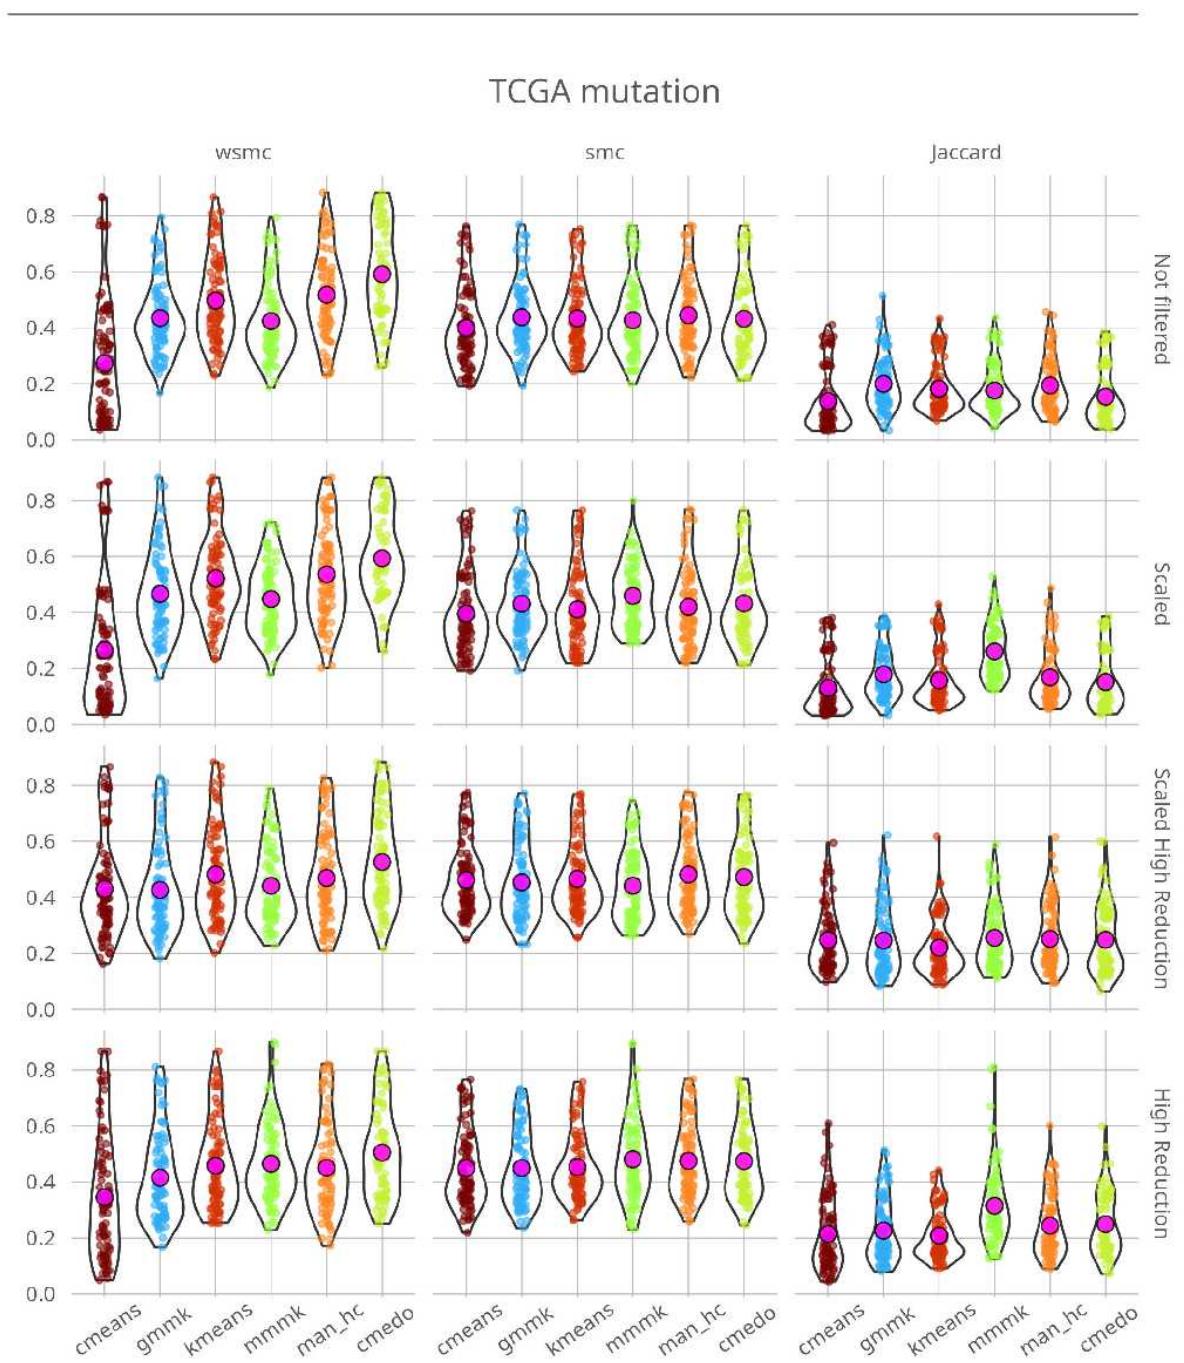 TCGA mutation
wsmc smc Jaccard
0.8
0.6
0.4
0.2
0.0
Not filtered
0.8
0.6
0.4
0.2
0.0
Scaled
0.8
0.6
0.4
0.2
0.0
Scaled High Reduction
0.8
0.6
0.4
0.2
0.0
High Reduction
cmeans gmmk kmeans mmmk man_hc cmedo cmeans gmmk kmeans mmmk man_hc cmedo cmeans gmmk kmeans mmmk man_hc cmedo